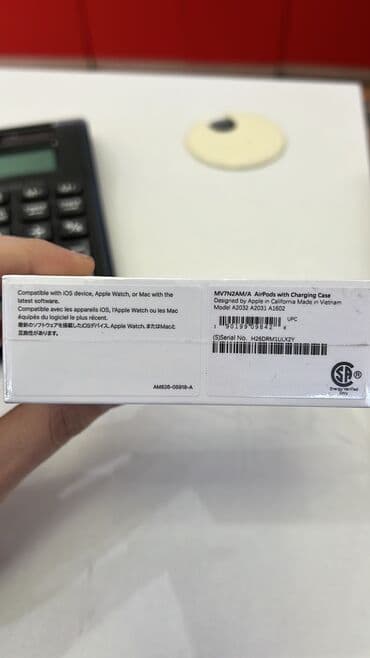 Compatible with iOS device, Apple Watch, or Mac with the
latest software.
Compatible avec les appareils iOS, l'Apple Watch ou les Mac
équipés du logiciel le plus récent.
最新のソフトウェアを搭載したiOSデバイス、Apple Watch、またはMacと
互換性があります。
AM626-05918-A
MV7N2AM/A AirPods with Charging Case
Designed by Apple in California Made in Vietnam
Model A2032 A2031 A1602
UPC
(S)Serial No. H26DRM1ULX2Y
Energy Verified